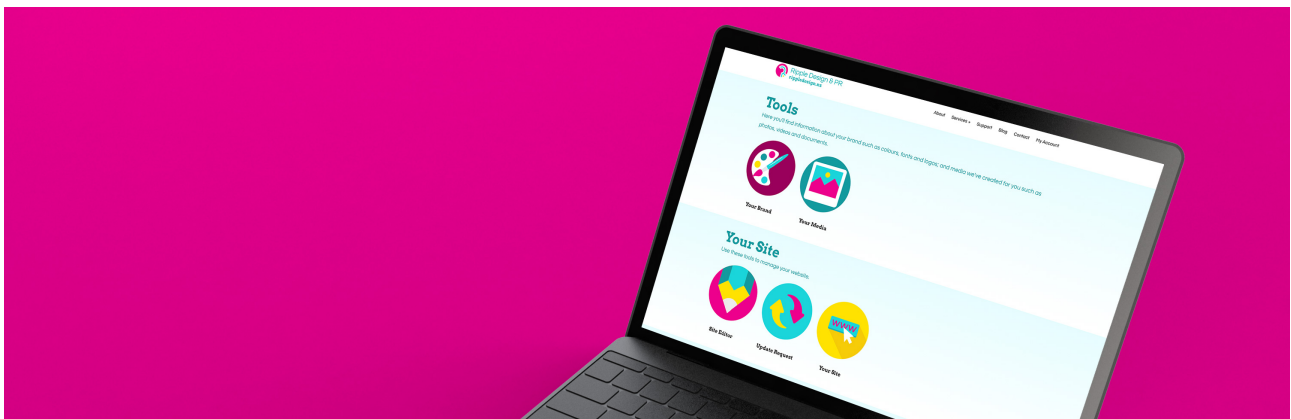 Ripple Design & PR
rippledesign.nz
About Services Support Blog Contact My Account
Tools
Here you'll find information about your brand such as colours, fonts and logos; and media we've created for you such as
photos, videos and documents.
Your Brand
Your Media
Your Site
Use these tools to manage your website.
WWW
Site Editor
Update Request
Your Site